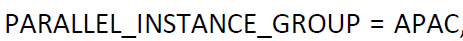 PARALLEL_INSTANCE_GROUP = APAC,